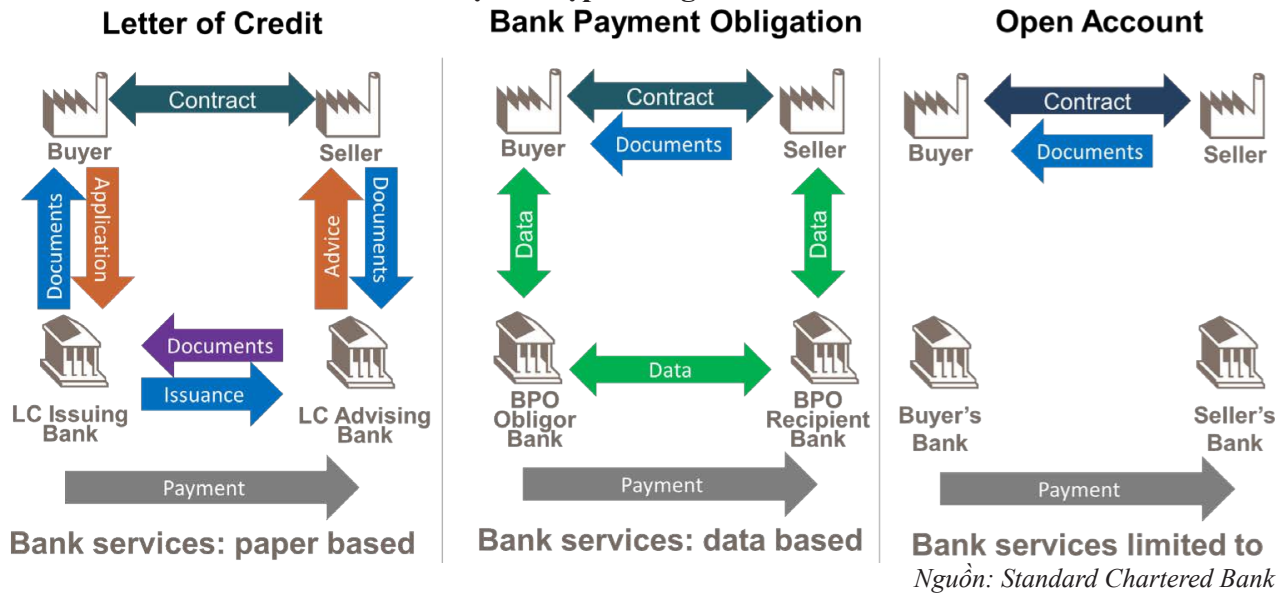 Letter of Credit
Contract
Buyer
Seller
Documents
Application
Advice
Documents
Documents
Issuance
LC Issuing
Bank
LC Advising
Bank
Payment
Bank services: paper based
Bank Payment Obligation
Contract
Documents
Buyer
Seller
Data
Data
Data
BPO
Obligor
Bank
BPO
Recipient
Bank
Payment
Bank services: data based
Open Account
Contract
Documents
Buyer
Seller
Buyer's
Bank
Seller's
Bank
Payment
Bank services limited to
Nguồn: Standard Chartered Bank